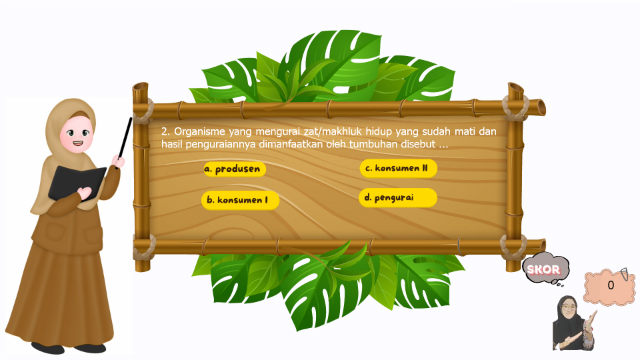 2. Organisme yang mengurai zat/makhluk hidup yang sudah mati dan
hasil penguraiannya dimanfaatkan oleh tumbuhan disebut ...
a. produsen
c. konsumen II
b. konsumen I
d. pengurai
SKOR
0